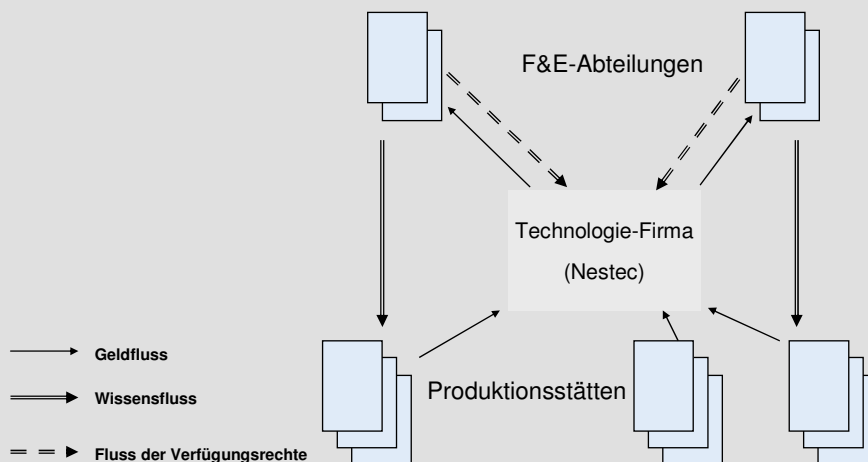 F&E-Abteilungen
Technologie-Firma
(Nestec)
Geldfluss
Produktionsstätten
Wissensfluss
Fluss der Verfügungsrechte